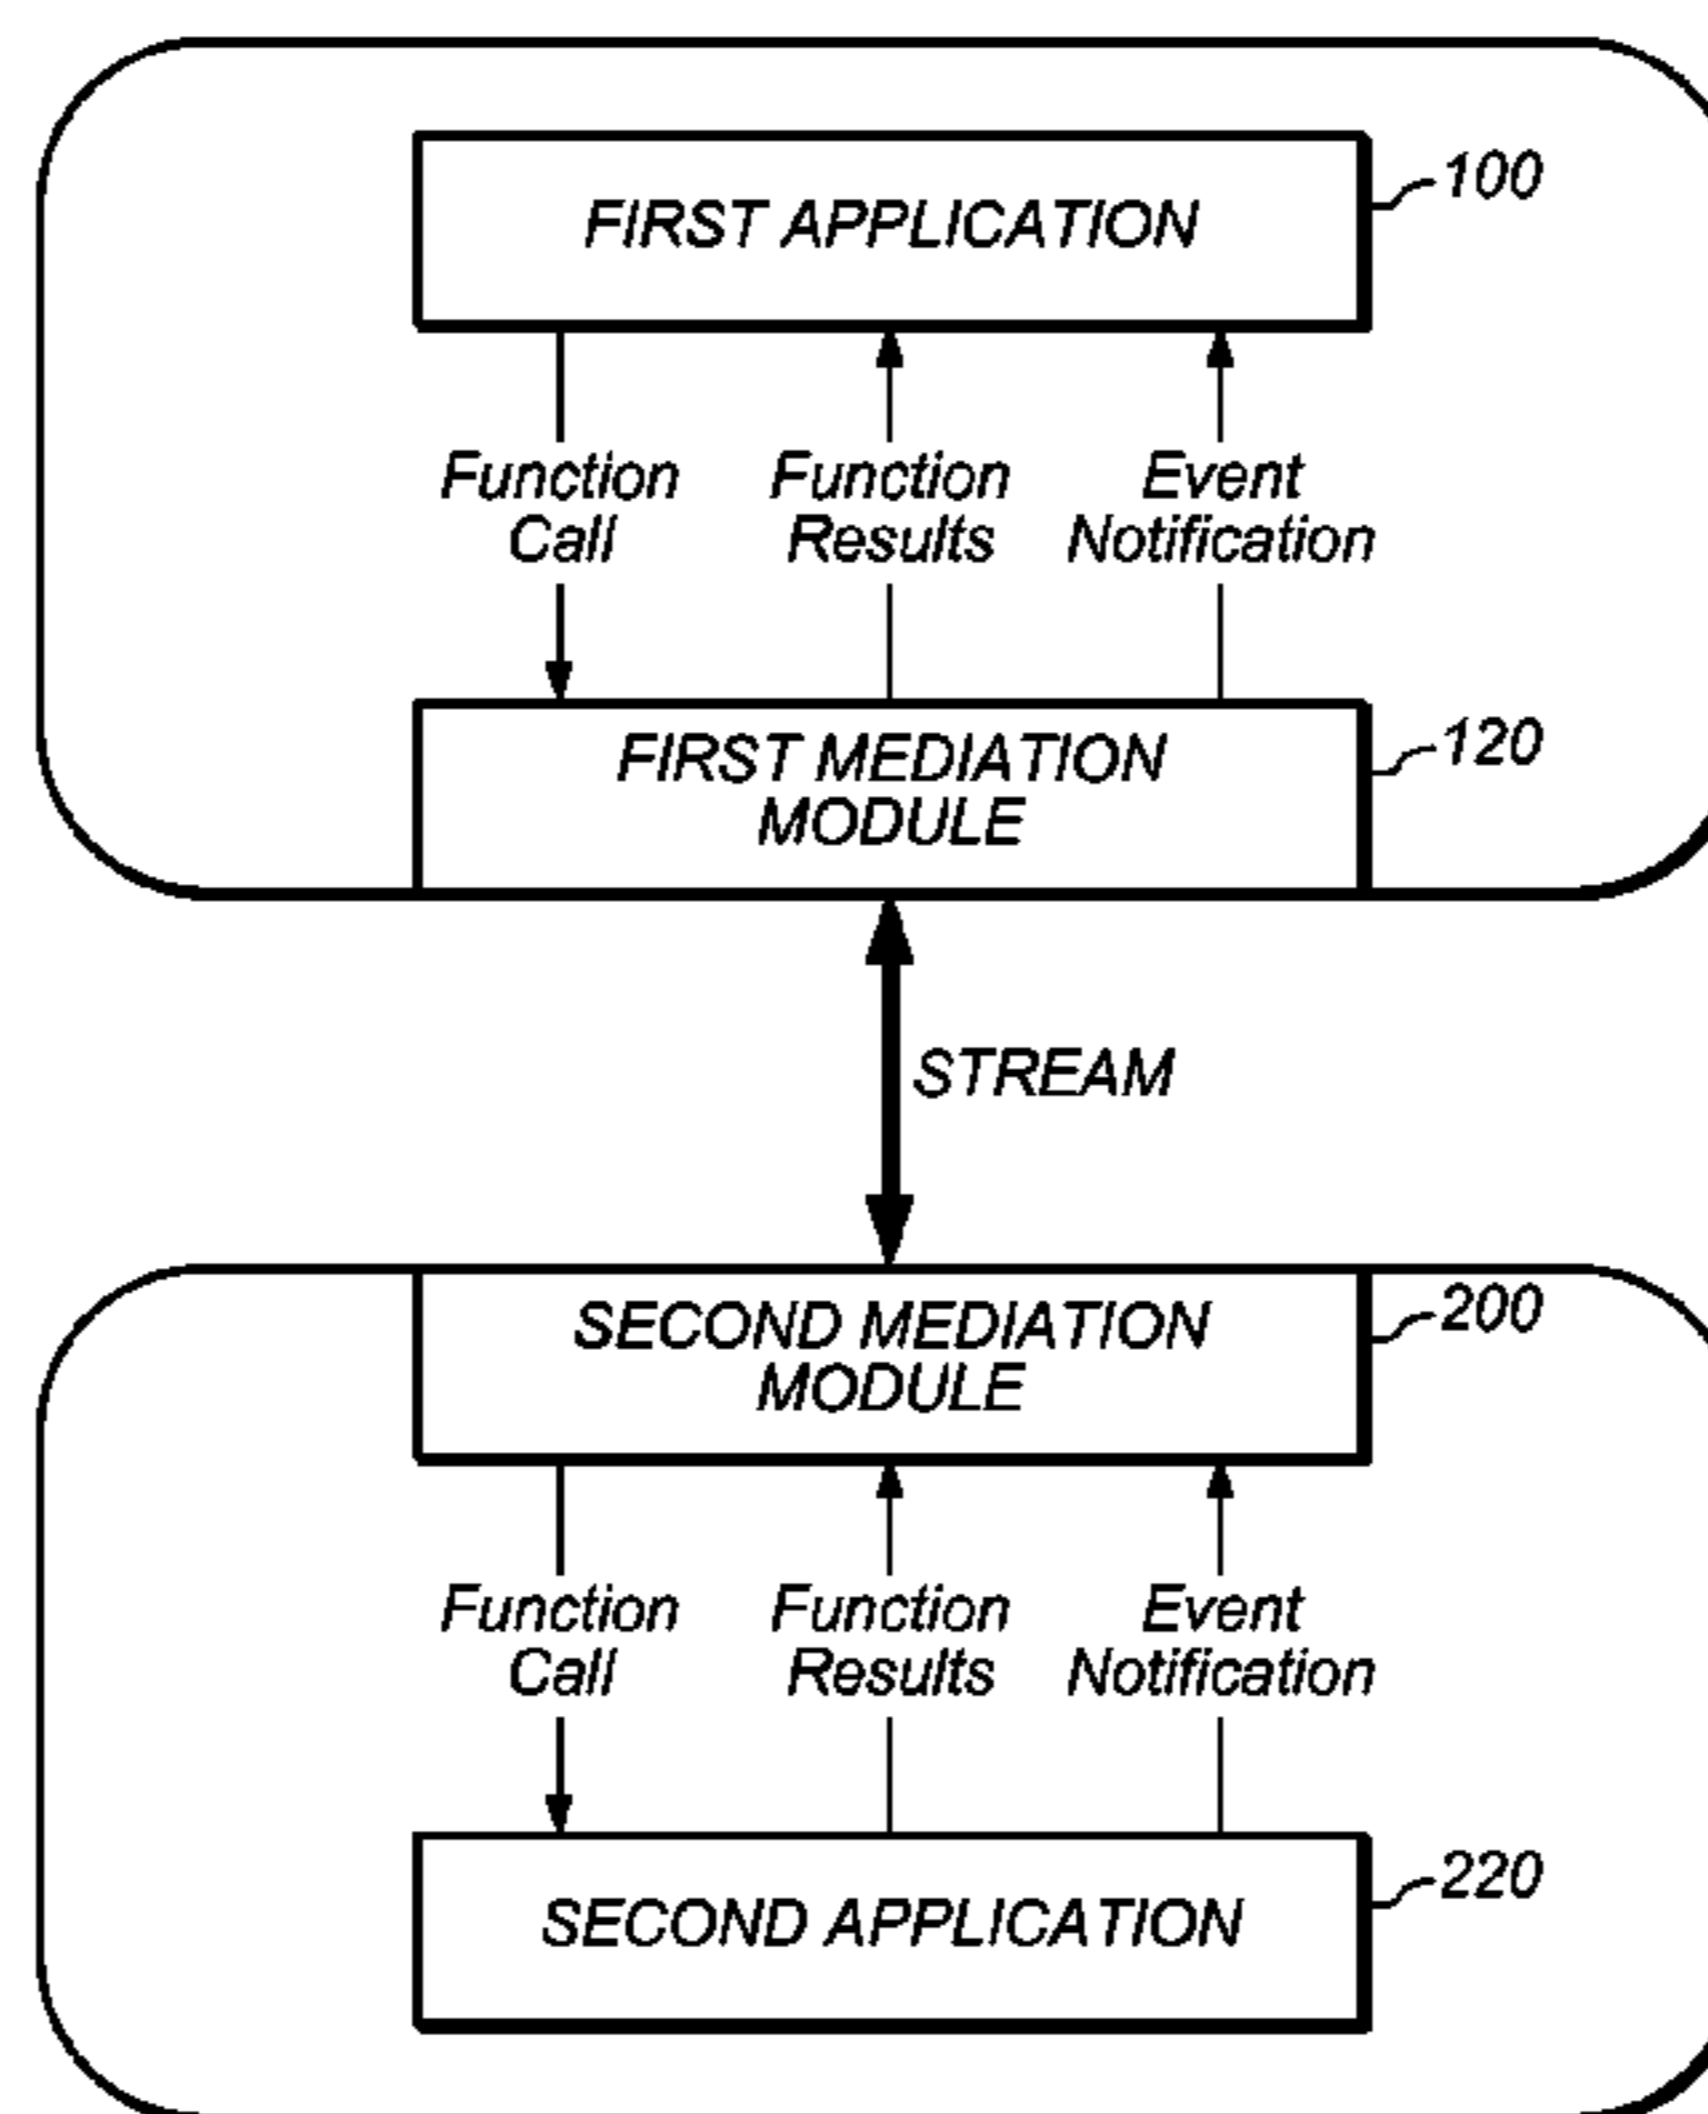 FIRST APPLICATION
100
Function Function Event
Call Results Notification
FIRST MEDIATION
MODULE
120
STREAM
SECOND MEDIATION
MODULE
200
Function Function Event
Call Results Notification
SECOND APPLICATION
220